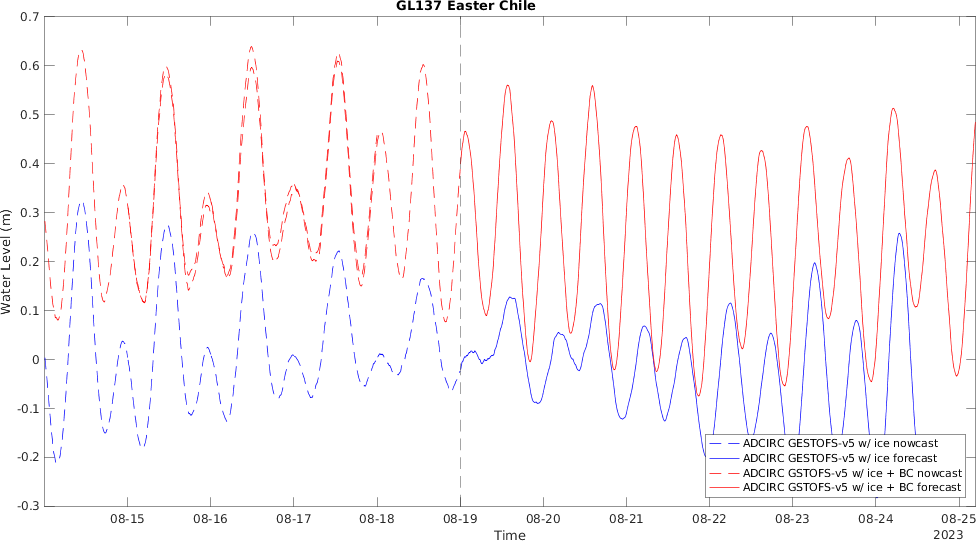 GL137 Easter Chile
0.7
0.6
0.5
0.4
0.3
0.2
0.1
0
-0.1
-0.2
-0.3
Water Level (m)
ADCIRC GESTOFS-v5 w/ ice nowcast
ADCIRC GESTOFS-v5 w/ ice forecast
ADCIRC GSTOFS-v5 w/ ice + BC nowcast
ADCIRC GSTOFS-v5 w/ ice + BC forecast
08-15 08-16 08-17 08-18 08-19 08-20 08-21 08-22 08-23 08-24 08-25
Time
2023